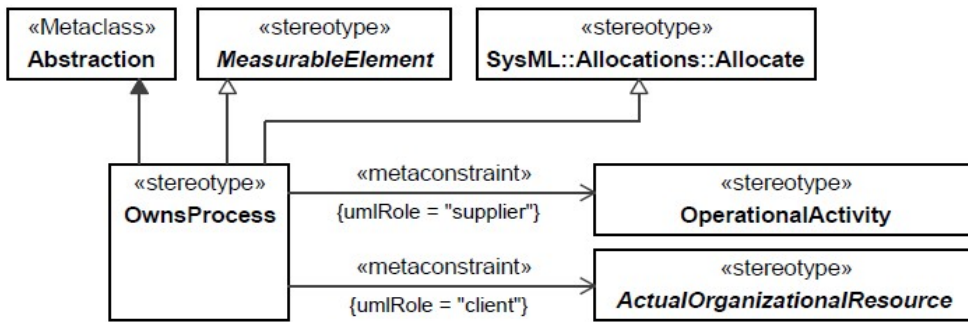 «Metaclass»
Abstraction
«stereotype»
MeasurableElement
«stereotype»
SysML::Allocations::Allocate
«stereotype»
OwnsProcess
«metaconstraint»
{umlRole = "supplier"}
«stereotype»
OperationalActivity
«metaconstraint»
{umlRole = "client"}
«stereotype»
ActualOrganizationalResource